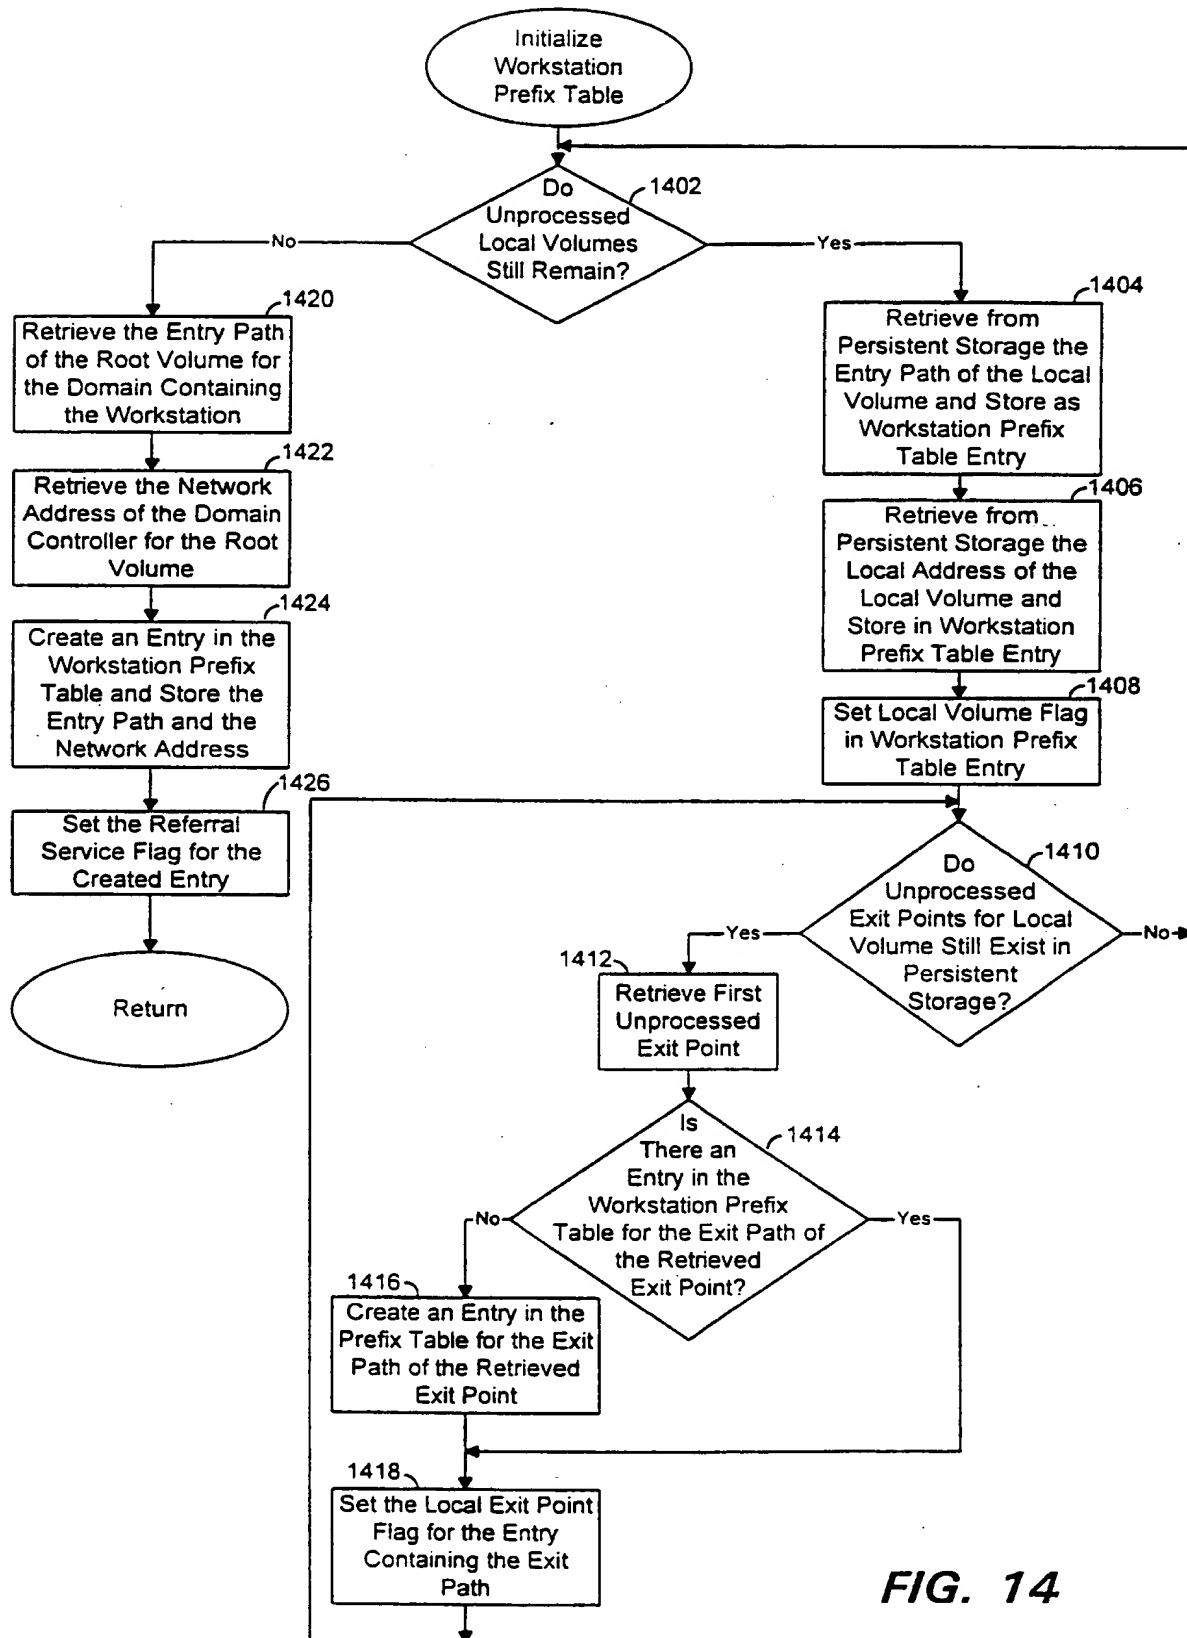 Initialize
Workstation
Prefix Table
1402
Do
Unprocessed
Local Volumes
Still Remain?
No
Yes
1420
Retrieve the Entry Path
of the Root Volume for
the Domain Containing
the Workstation
1422
Retrieve the Network
Address of the Domain
Controller for the Root
Volume
1424
Create an Entry in the
Workstation Prefix
Table and Store the
Entry Path and the
Network Address
1426
Set the Referral
Service Flag for the
Created Entry
Return
1404
Retrieve from
Persistent Storage the
Entry Path of the Local
Volume and Store as
Workstation Prefix
Table Entry
1406
Retrieve from
Persistent Storage the
Local Address of the
Local Volume and
Store in Workstation
Prefix Table Entry
1408
Set Local Volume Flag
in Workstation Prefix
Table Entry
1410
Do
Unprocessed
Exit Points for Local
Volume Still Exist in
Persistent
Storage?
Yes
No
1412
Retrieve First
Unprocessed
Exit Point
1414
Is
There an
Entry in the
Workstation Prefix
Table for the Exit Path of
the Retrieved
Exit Point?
No
Yes
1416
Create an Entry in the
Prefix Table for the Exit
Path of the Retrieved
Exit Point
1418
Set the Local Exit Point
Flag for the Entry
Containing the Exit
Path
FIG. 14